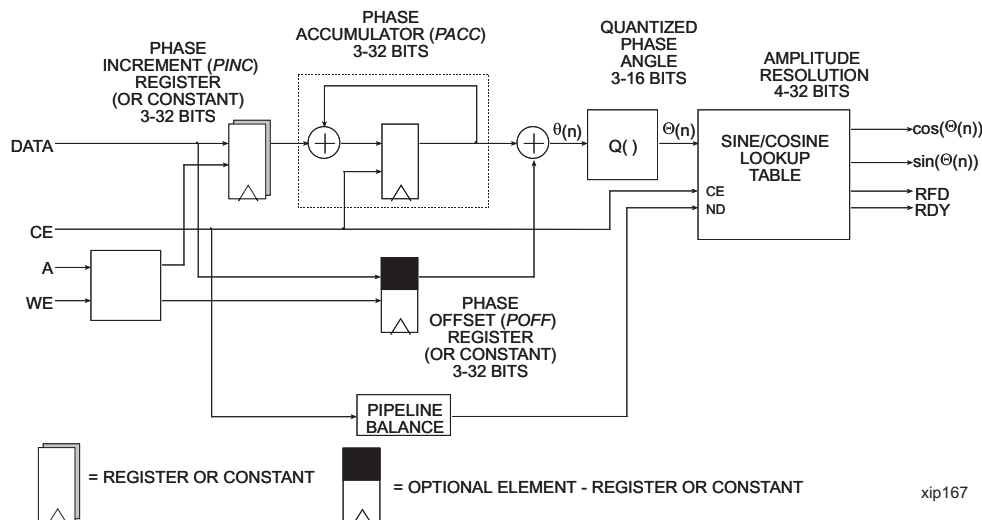 PHASE
ACCUMULATOR (PACC)
3-32 BITS
PHASE
INCREMENT (PINC)
REGISTER
(OR CONSTANT)
3-32 BITS
QUANTIZED
PHASE
ANGLE
3-16 BITS
AMPLITUDE
RESOLUTION
4-32 BITS
DATA
+
+
θ(n)
Q( )
Θ(n)
SINE/COSINE
LOOKUP
TABLE
CE
ND
cos(Θ(n))
sin(Θ(n))
RFD
RDY
CE
A
WE
PHASE
OFFSET (POFF)
REGISTER
(OR CONSTANT)
3-32 BITS
PIPELINE
BALANCE
= REGISTER OR CONSTANT
= OPTIONAL ELEMENT - REGISTER OR CONSTANT
xip167